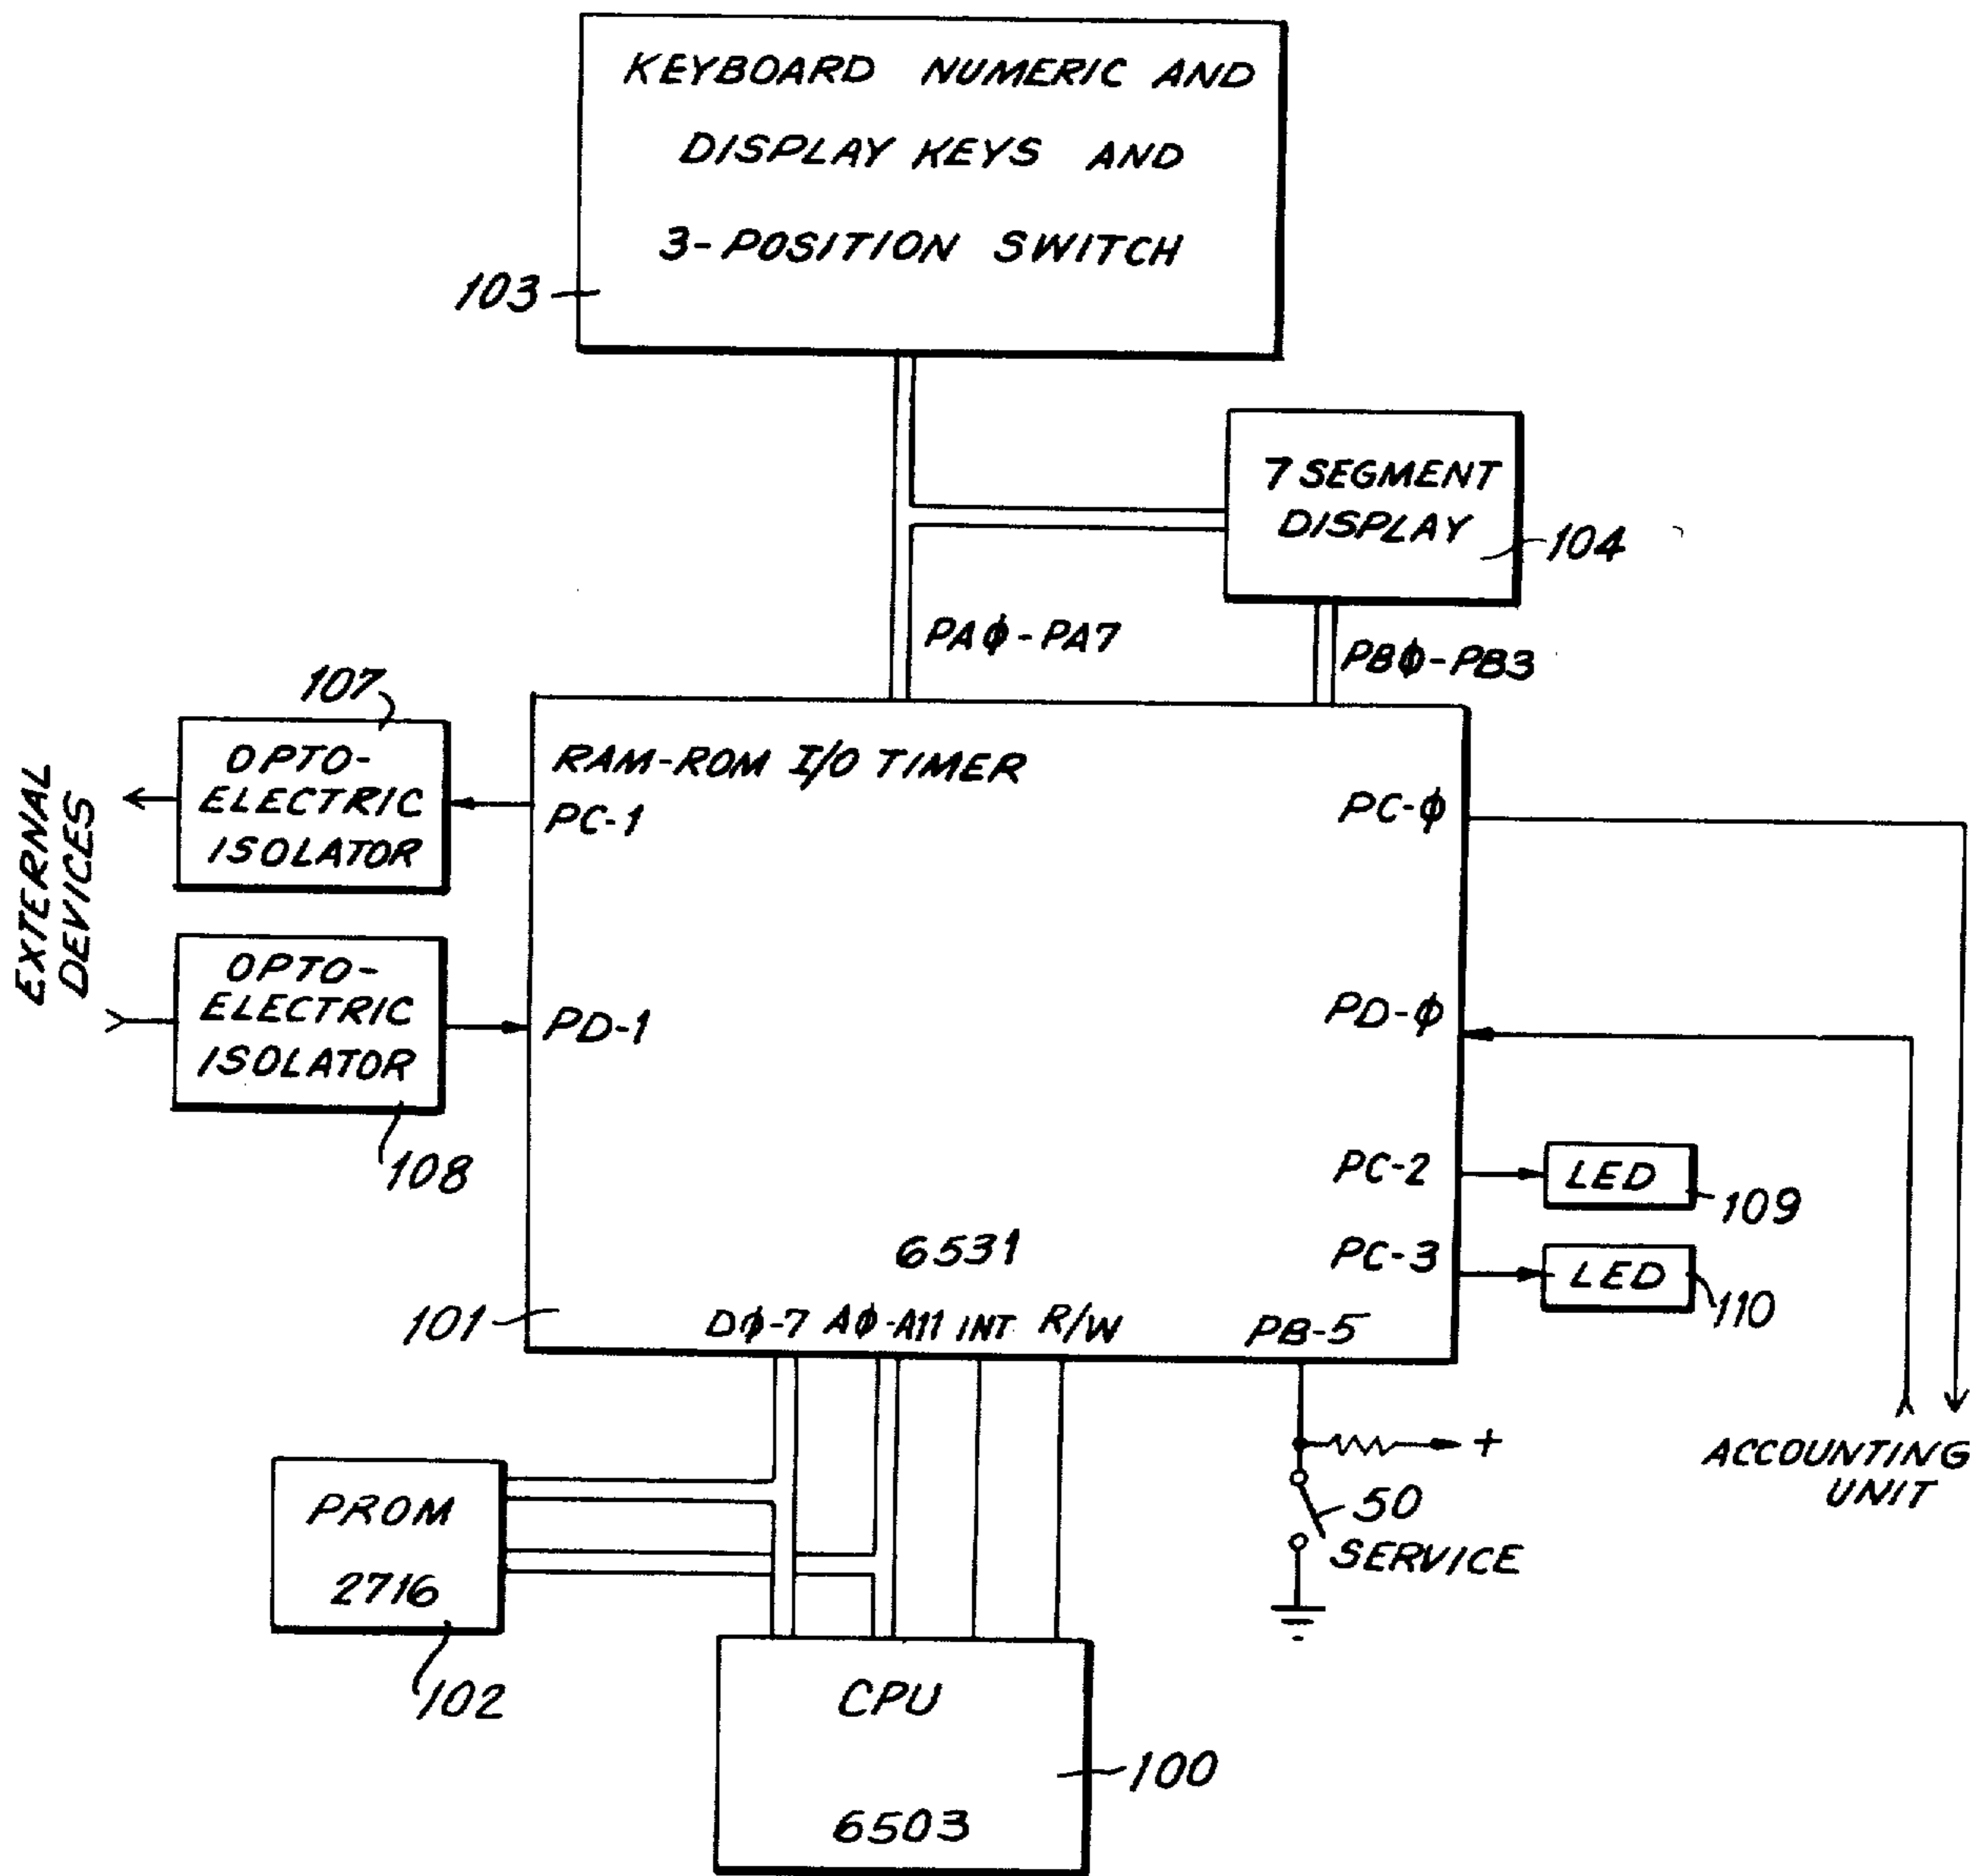 KEYBOARD NUMERIC AND
DISPLAY KEYS AND
3-POSITION SWITCH
103
7 SEGMENT
DISPLAY
104
PAϕ-PA7
PBϕ-PB3
107
OPTO-
ELECTRIC
ISOLATOR
EXTERNAL
DEVICES
OPTO-
ELECTRIC
ISOLATOR
108
RAM-ROM I/O TIMER
PC-1
PC-ϕ
PD-1
PD-ϕ
PC-2
LED
109
PC-3
LED
110
6531
101
Dϕ-7 Aϕ-A11 INT. R/W
PB-5
+
50
SERVICE
ACCOUNTING
UNIT
PROM
2716
102
CPU
6503
100